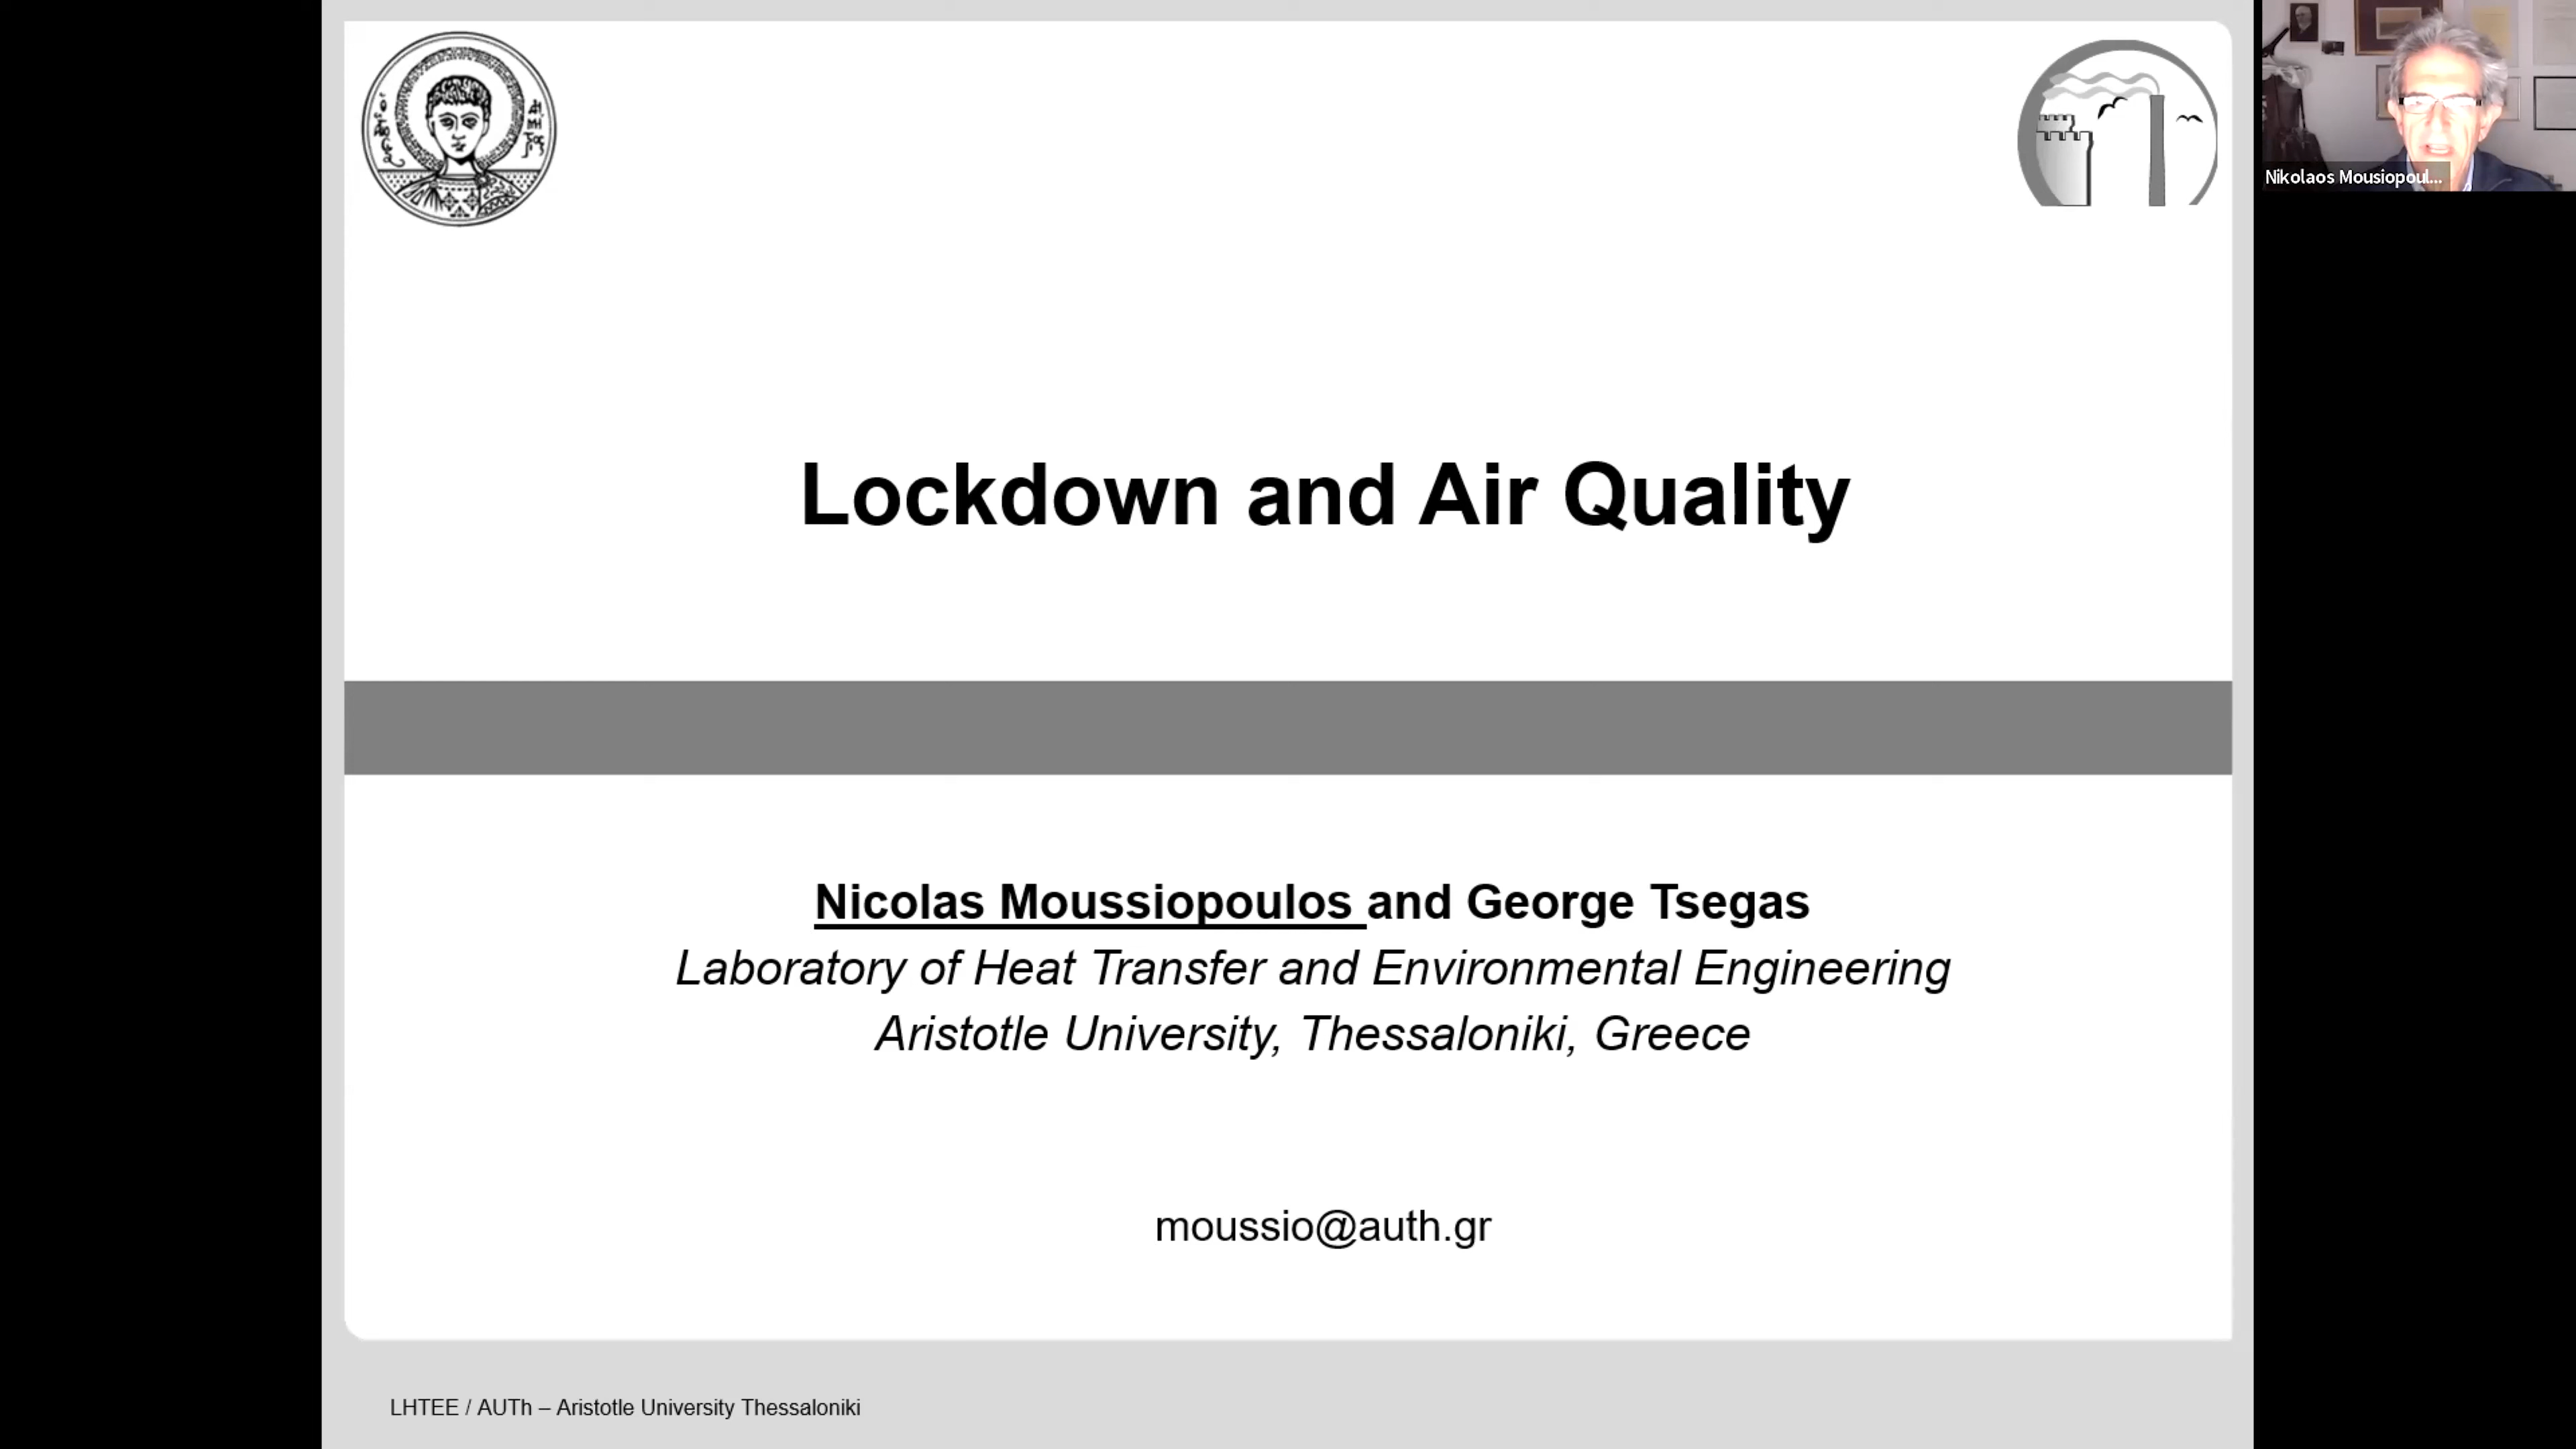 Nikolaos Mousiopoul...
Lockdown and Air Quality
Nicolas Moussiopoulos and George Tsegas
Laboratory of Heat Transfer and Environmental Engineering
Aristotle University, Thessaloniki, Greece
moussio@auth.gr
LHTEE / AUTh – Aristotle University Thessaloniki